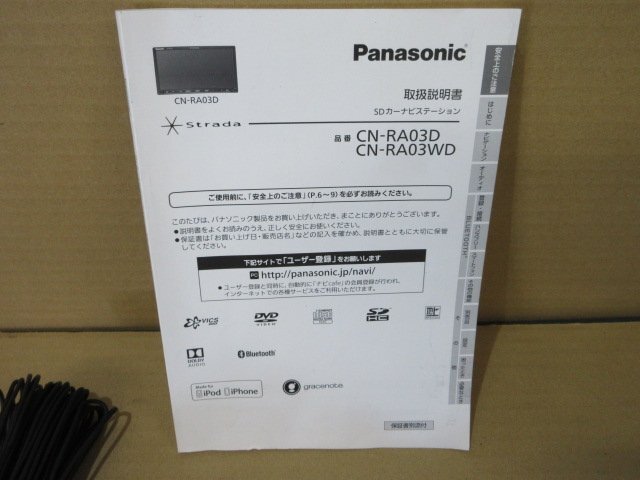 Panasonic
CN-RA03D
取扱説明書
SDカーナビステーション
Strada
品番 CN-RA03D
CN-RA03WD
ご使用前に、「安全上のご注意」(P.6～9)を必ずお読みください。
このたびは、パナソニック製品をお買い上げいただき、まことにありがとうございます。
●説明書をよくお読みのうえ、正しく安全にお使いください。
●保証書は「お買い上げ日・販売店名」などの記入を確かめ、説明書とともに大切に保管
してください。
下記サイトで「ユーザー登録」をお願いします
PC http://panasonic.jp/navi/
●ユーザー登録と同時に、自動的に「ナビcafe」の会員登録が行われ、
インターネットでの各種サービスをご利用いただけます。
VICS
DVD
VIDEO
SD
HC
DOLBY
AUDIO
Bluetooth
Made for
iPod iPhone
gracenote
保証書別添付
安全上のご注意
はじめに
ナビゲーション
オーディオ